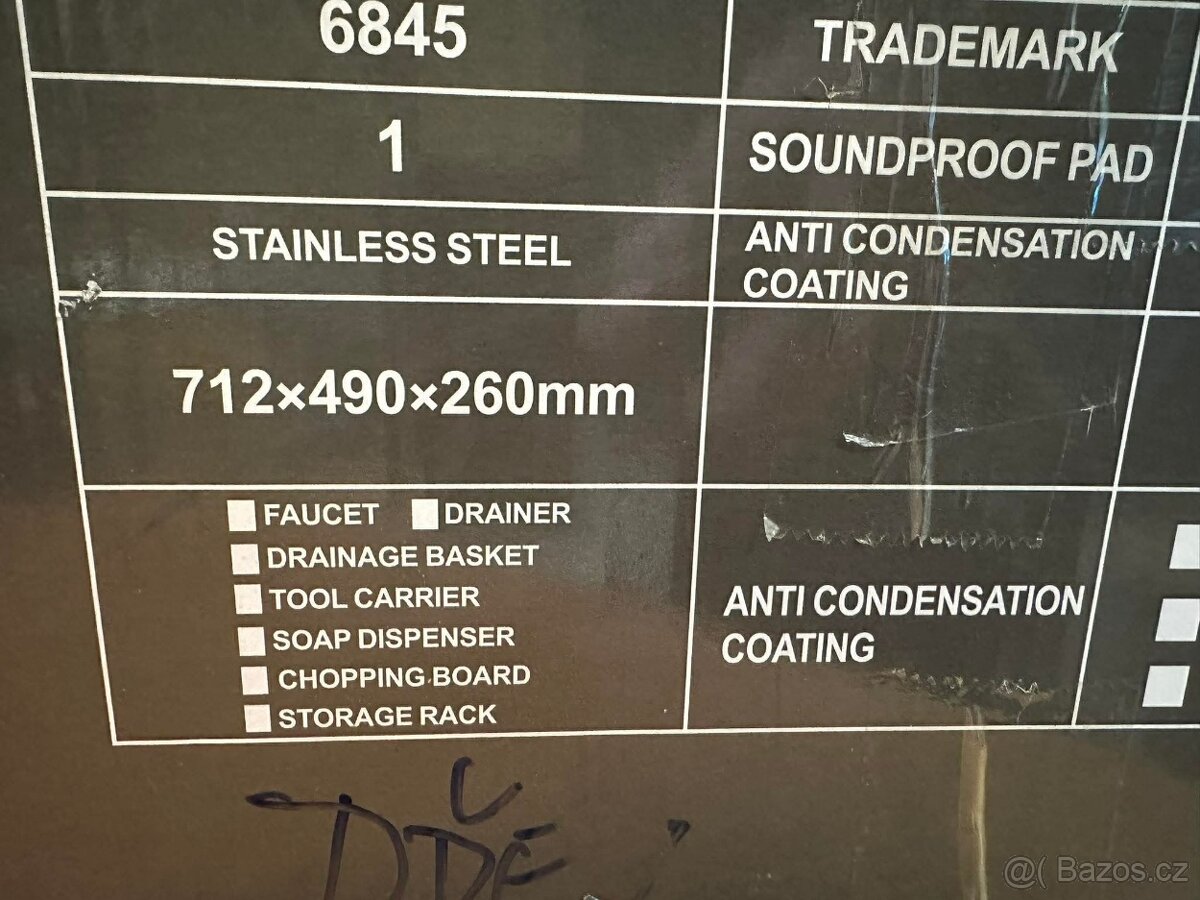 6845
TRADEMARK
1
SOUNDPROOF PAD
STAINLESS STEEL
ANTI CONDENSATION
COATING
712×490×260mm
FAUCET DRAINER
DRAINAGE BASKET
TOOL CARRIER
SOAP DISPENSER
CHOPPING BOARD
STORAGE RACK
ANTI CONDENSATION
COATING
@( Bazos.cz